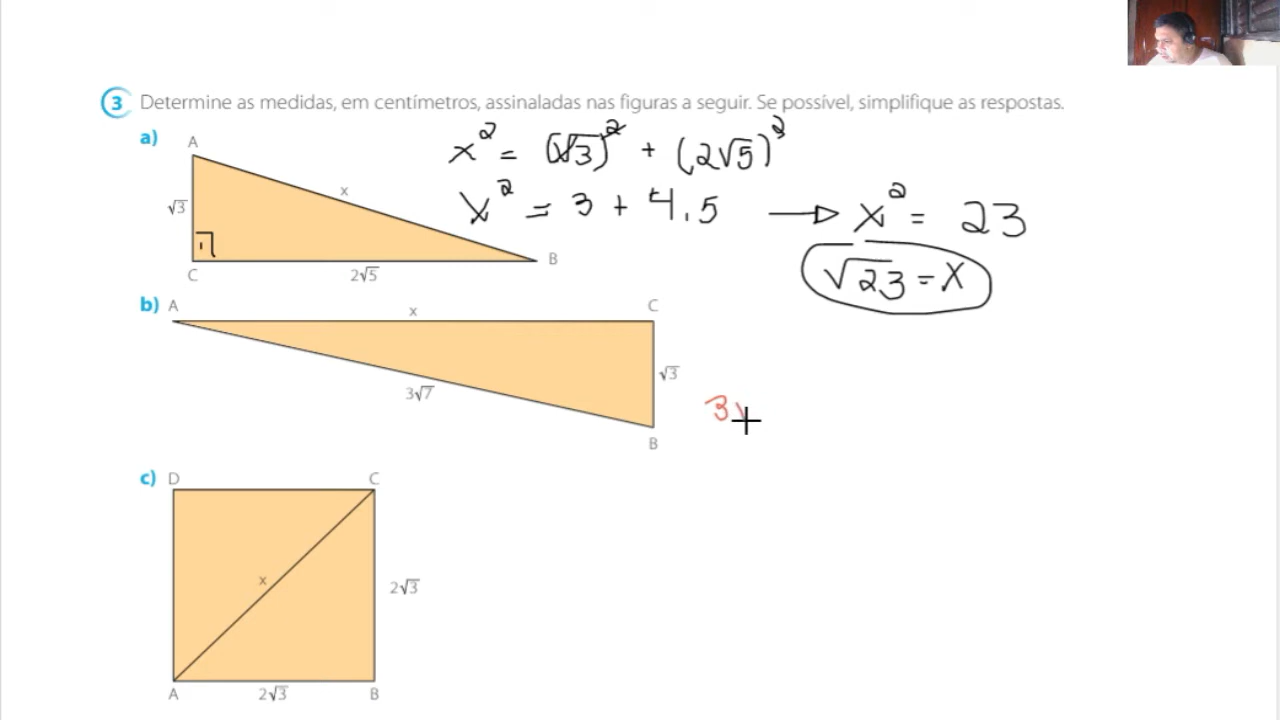 3 Determine as medidas, em centímetros, assinaladas nas figuras a seguir. Se possível, simplifique as respostas.
a)
A
√3
x
C
2√5
B
x² = (√3)² + (2√5)²
x² = 3 + 4.5 → x² = 23
√23 = x
b) A
x
C
3√7
√3
B
3√
c) D
C
x
2√3
A
2√3
B